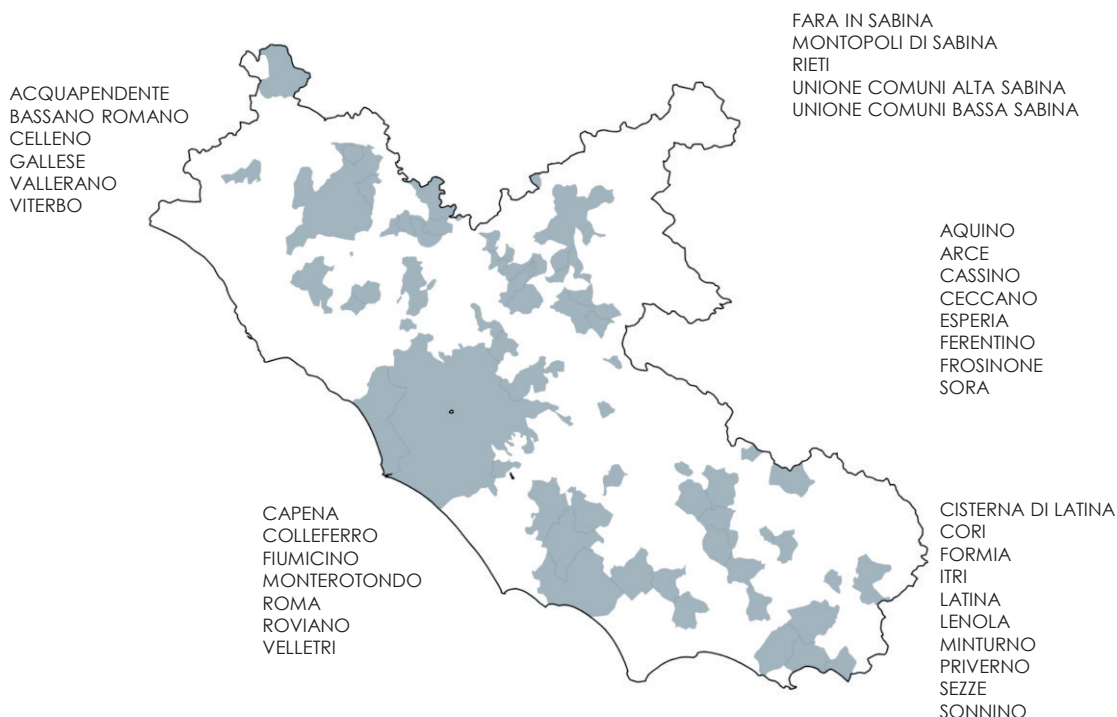 FARA IN SABINA
MONTOPOLI DI SABINA
RIETI
UNIONE COMUNI ALTA SABINA
UNIONE COMUNI BASSA SABINA
ACQUAPENDENTE
BASSANO ROMANO
CELLENO
GALLESE
VALLERANO
VITERBO
AQUINO
ARCE
CASSINO
CECCANO
ESPERIA
FERENTINO
FROSINONE
SORA
CAPENA
COLLEFERRO
FIUMICINO
MONTEROTONDO
ROMA
ROVIANO
VELLETRI
CISTERNA DI LATINA
CORI
FORMIA
ITRI
LATINA
LENOLA
MINTURNO
PRIVERNO
SEZZE
SONNINO